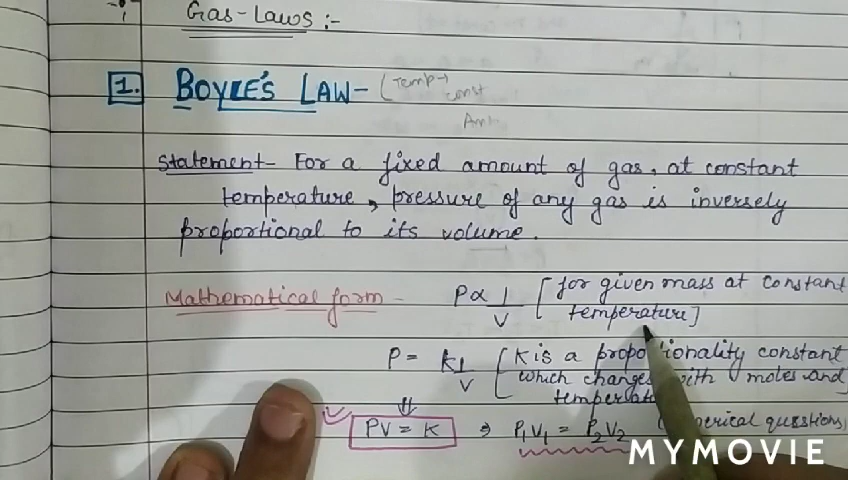 Gas-Laws :-
1. BOYLE'S LAW- (Temp→
const
Statement- For a fixed amount of gas, at constant
temperature, pressure of any gas is inversely
proportional to its volume.
Mathematical form - P∝ 1/V [for given mass at constant
temperature]
P = K1/V [K is a proportionality constant
which changes with moles and
PV = K ⇒ P₁V₁ = P₂V₂ questions
MYMOVIE